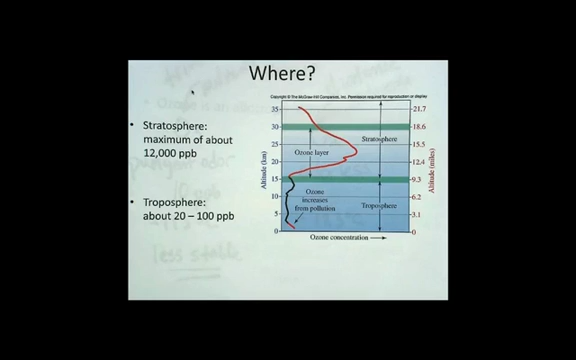 Where?
Copyright © The McGraw-Hill Companies, Inc. Permission required for reproduction or display
• Stratosphere:
maximum of about
12,000 ppb
• Troposphere:
about 20 – 100 ppb
35
30
25
20
15
10
5
0
Altitude (km)
21.7
18.6
15.5
12.4
9.3
6.2
3.1
0
Altitude (miles)
Stratosphere
Ozone layer
Ozone
increases
from pollution
Troposphere
Ozone concentration
less stable